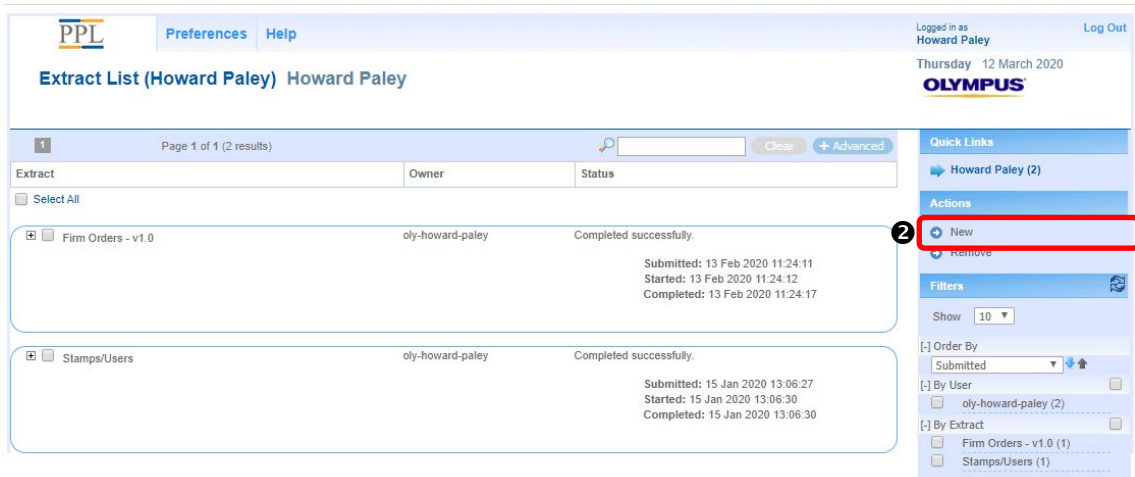 PPL
Preferences Help
Logged in as
Howard Paley
Log Out
Extract List (Howard Paley) Howard Paley
Thursday 12 March 2020
OLYMPUS
1 Page 1 of 1 (2 results) Clear + Advanced
Extract Owner Status
Select All
Firm Orders - v1.0 oly-howard-paley Completed successfully.
Submitted: 13 Feb 2020 11:24:11
Started: 13 Feb 2020 11:24:12
Completed: 13 Feb 2020 11:24:17
Stamps/Users oly-howard-paley Completed successfully.
Submitted: 15 Jan 2020 13:06:27
Started: 15 Jan 2020 13:06:30
Completed: 15 Jan 2020 13:06:30
Quick Links
Howard Paley (2)
Actions
2 New
Remove
Filters
Show 10
[-] Order By
Submitted
[-] By User
oly-howard-paley (2)
[-] By Extract
Firm Orders - v1.0 (1)
Stamps/Users (1)